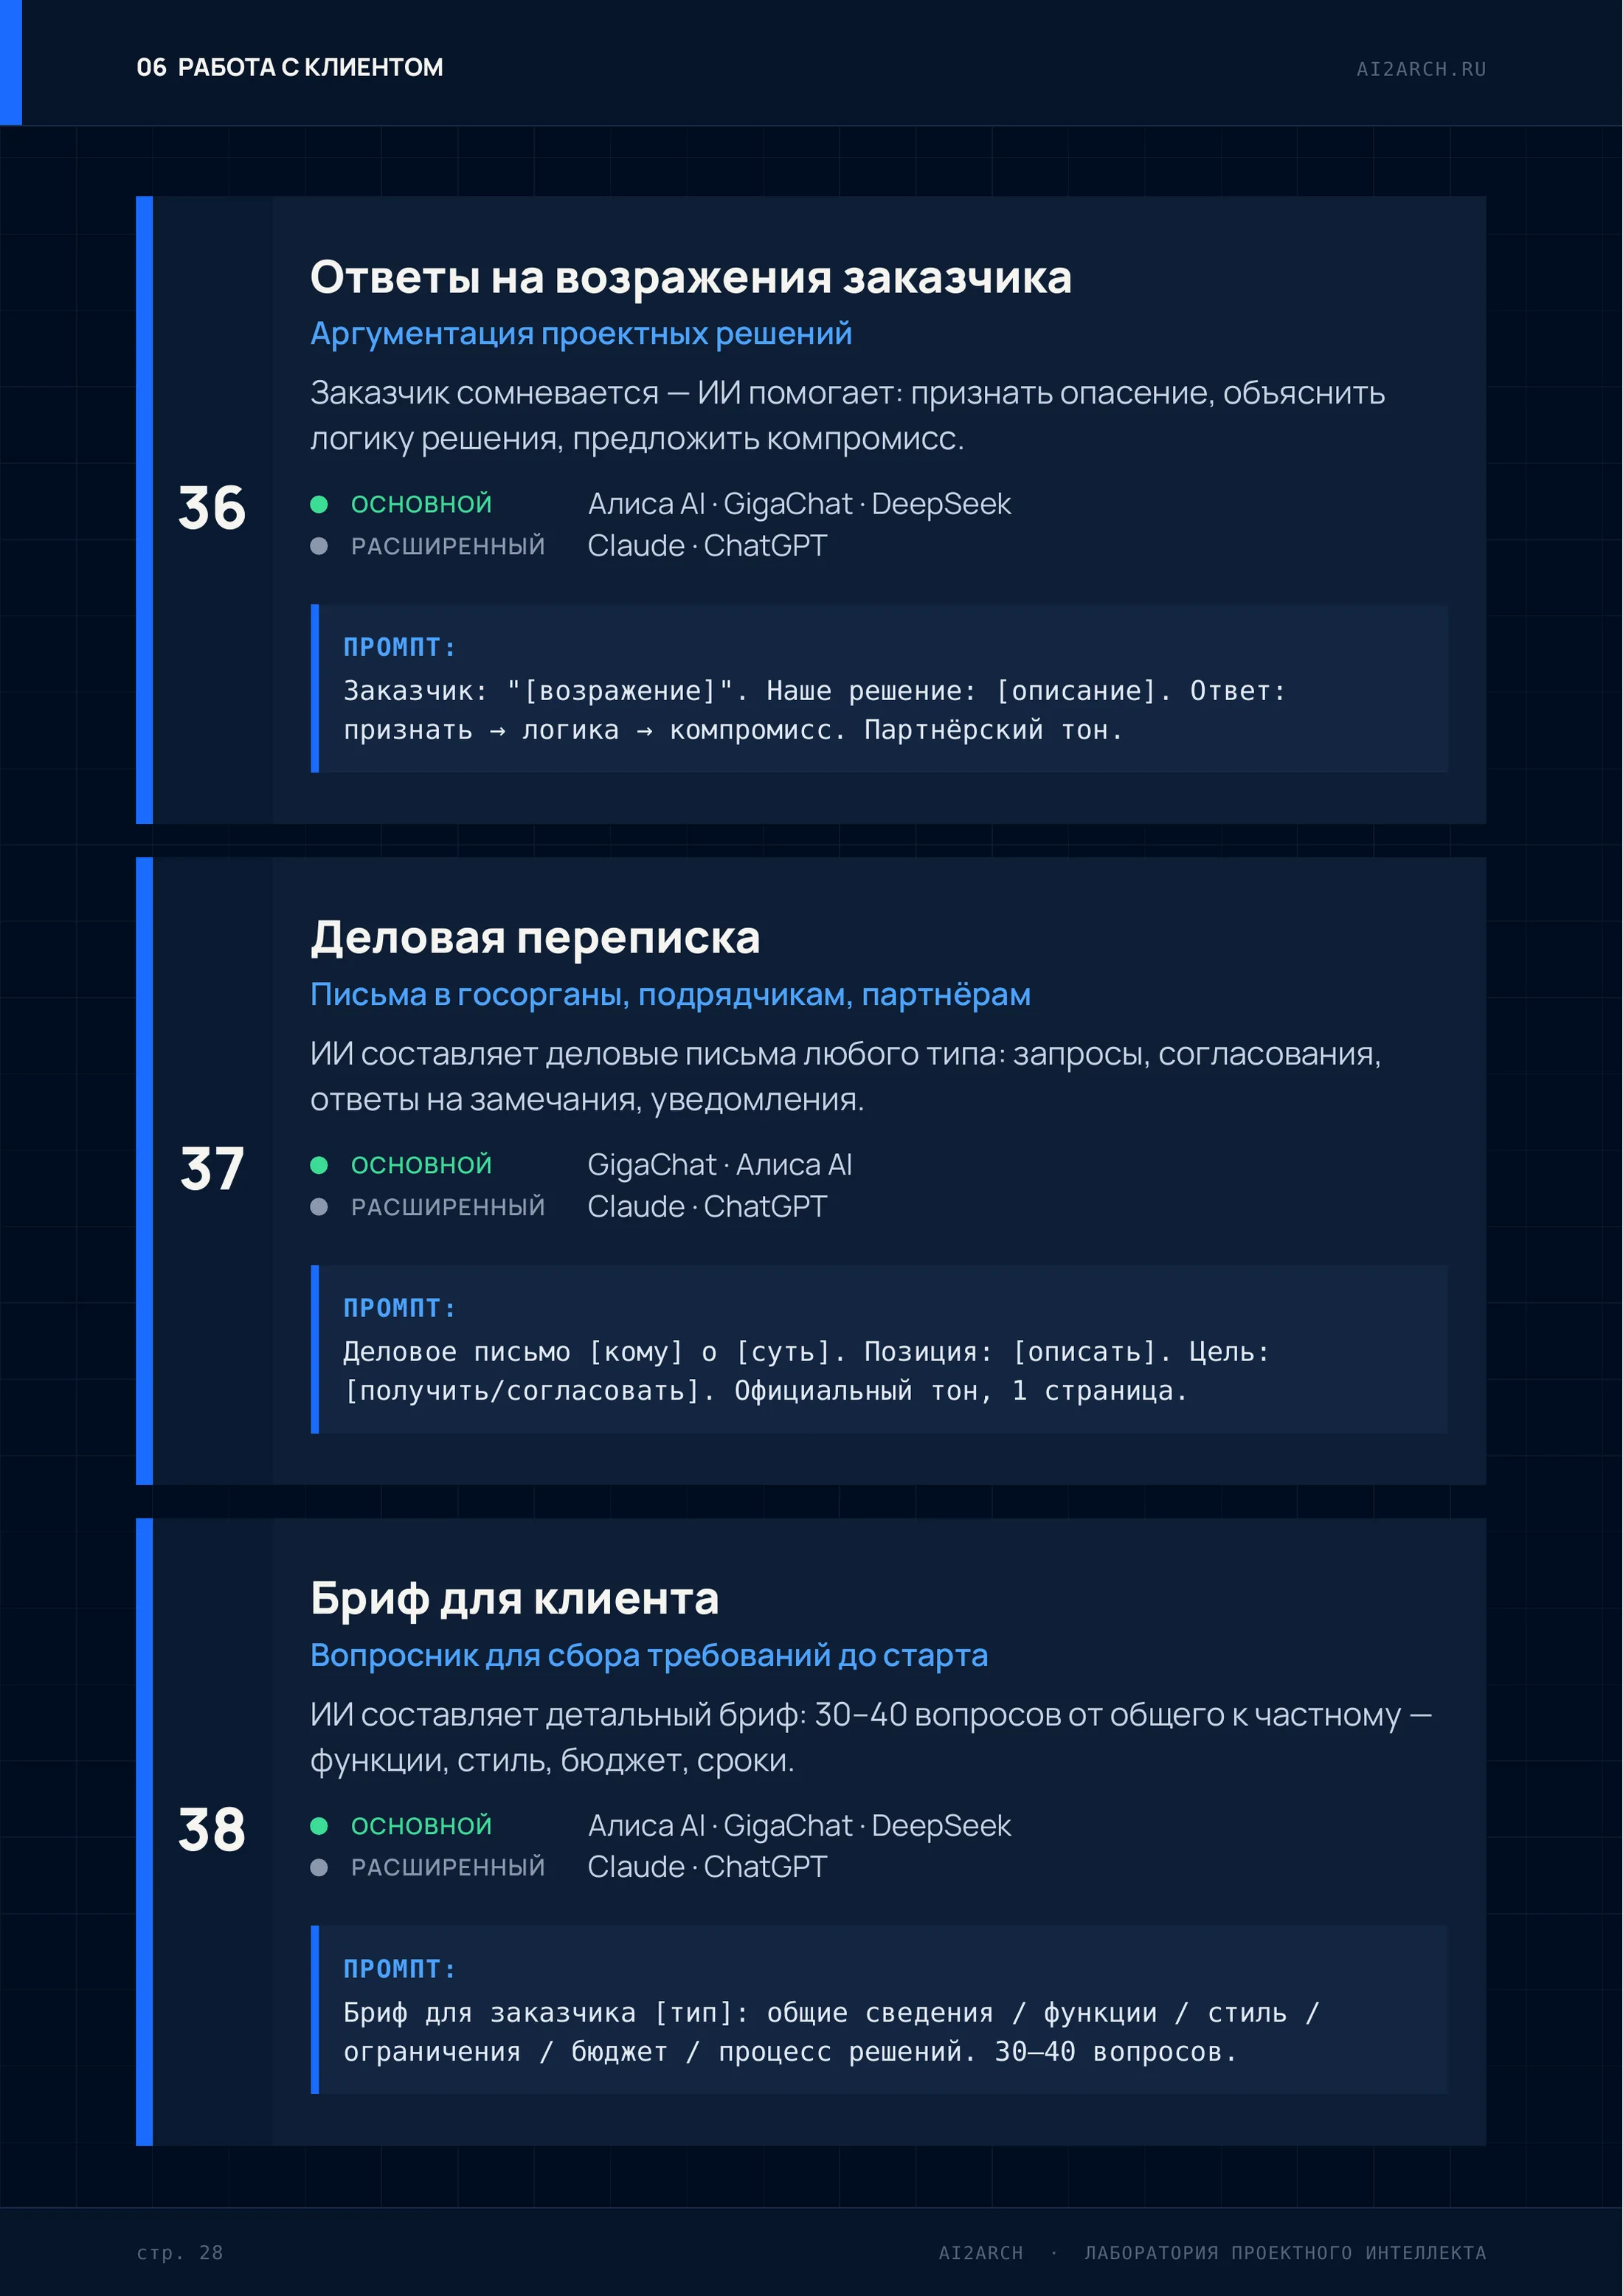 06 РАБОТА С КЛИЕНТОМ
AI2ARCH.RU
36
Ответы на возражения заказчика
Аргументация проектных решений
Заказчик сомневается — ИИ помогает: признать опасение, объяснить
логику решения, предложить компромисс.
ОСНОВНОЙ Алиса AI · GigaChat · DeepSeek
РАСШИРЕННЫЙ Claude · ChatGPT
ПРОМПТ:
Заказчик: "[возражение]". Наше решение: [описание]. Ответ:
признать → логика → компромисс. Партнёрский тон.
37
Деловая переписка
Письма в госорганы, подрядчикам, партнёрам
ИИ составляет деловые письма любого типа: запросы, согласования,
ответы на замечания, уведомления.
ОСНОВНОЙ GigaChat · Алиса AI
РАСШИРЕННЫЙ Claude · ChatGPT
ПРОМПТ:
Деловое письмо [кому] о [суть]. Позиция: [описать]. Цель:
[получить/согласовать]. Официальный тон, 1 страница.
38
Бриф для клиента
Вопросник для сбора требований до старта
ИИ составляет детальный бриф: 30–40 вопросов от общего к частному —
функции, стиль, бюджет, сроки.
ОСНОВНОЙ Алиса AI · GigaChat · DeepSeek
РАСШИРЕННЫЙ Claude · ChatGPT
ПРОМПТ:
Бриф для заказчика [тип]: общие сведения / функции / стиль /
ограничения / бюджет / процесс решений. 30–40 вопросов.
стр. 28
AI2ARCH · ЛАБОРАТОРИЯ ПРОЕКТНОГО ИНТЕЛЛЕКТА